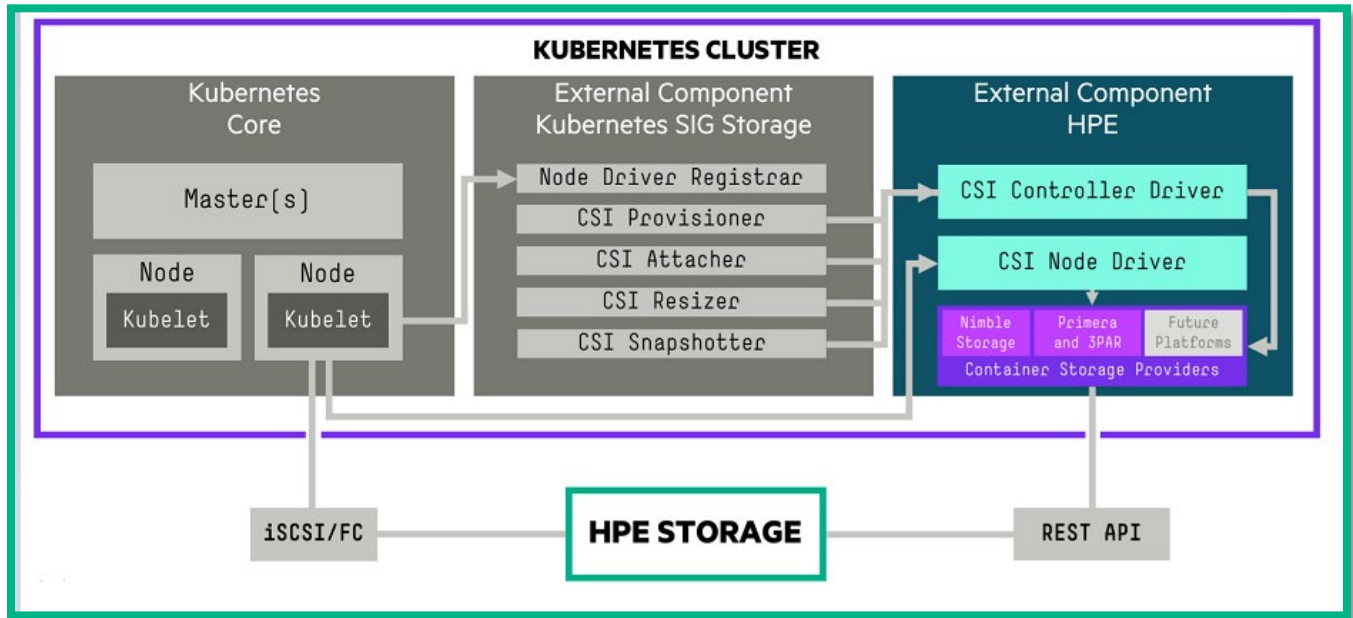 KUBERNETES CLUSTER
Kubernetes
Core
Master(s)
Node
Kubelet
Node
Kubelet
External Component
Kubernetes SIG Storage
Node Driver Registrar
CSI Provisioner
CSI Attacher
CSI Resizer
CSI Snapshotter
External Component
HPE
CSI Controller Driver
CSI Node Driver
Nimble
Storage
Primera
and 3PAR
Future
Platforms
Container Storage Providers
iSCSI/FC
HPE STORAGE
REST API